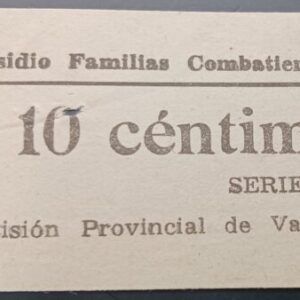 sidio Familias Combatien
10 céntim
SERIE
isión Provincial de Va